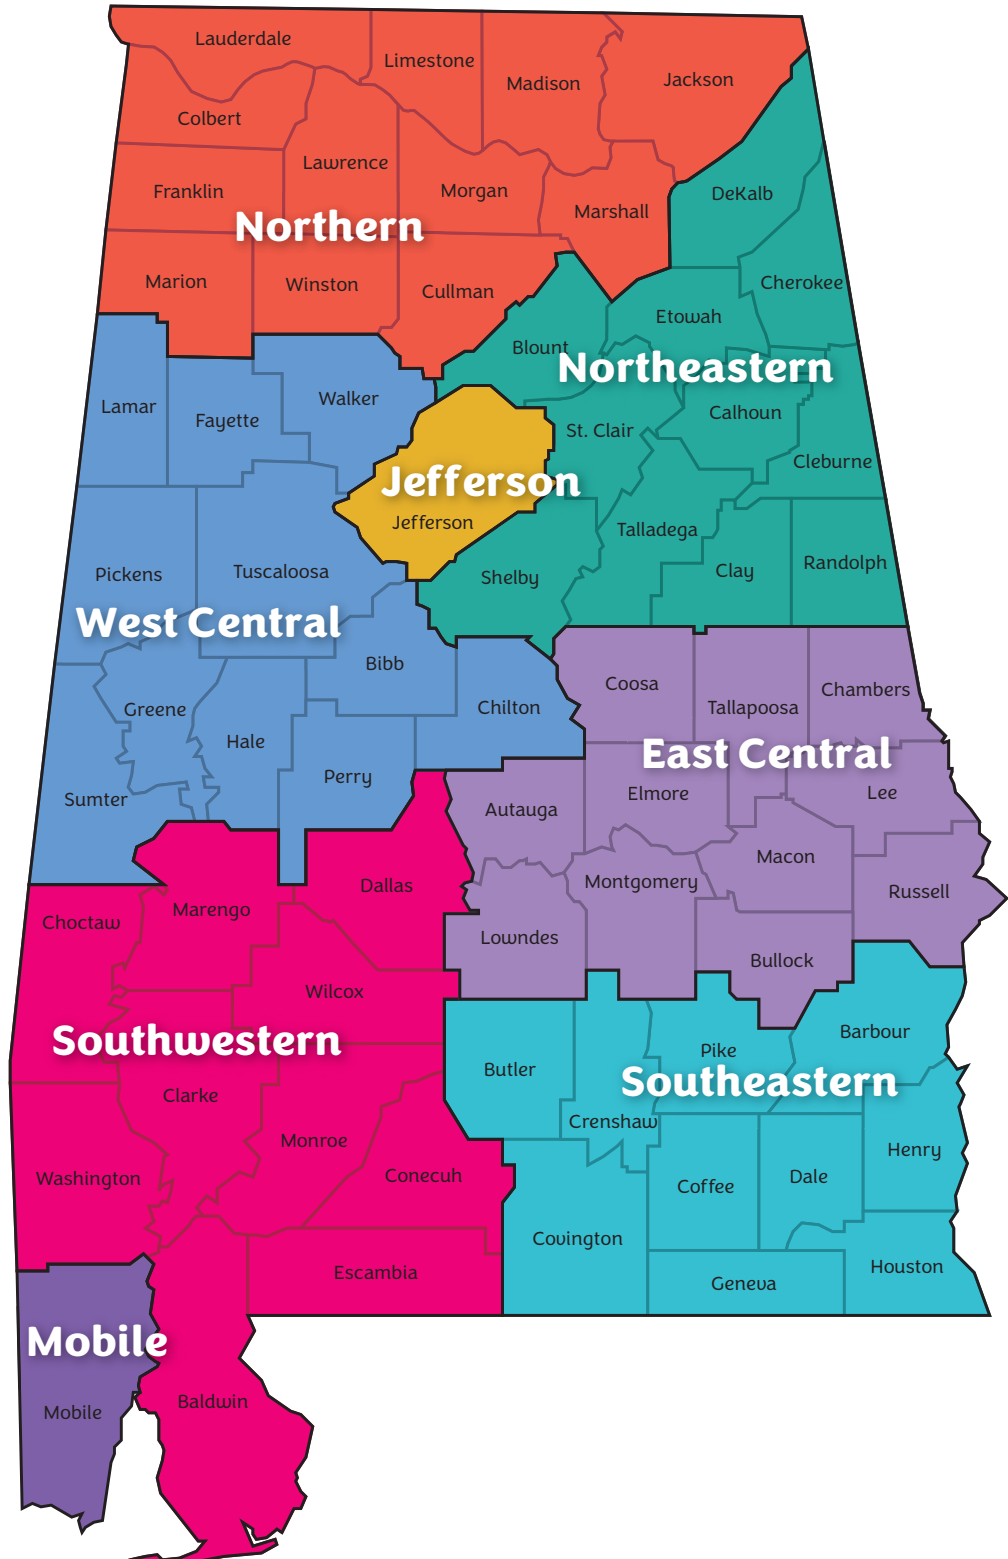 Lauderdale
Limestone
Madison
Jackson
Colbert
Lawrence
Franklin
Morgan
DeKalb
Marshall
Northern
Marion
Winston
Cullman
Cherokee
Etowah
Blount
Northeastern
Walker
Lamar
Fayette
Calhoun
St. Clair
Cleburne
Jefferson
Jefferson
Talladega
Randolph
Clay
Pickens
Tuscaloosa
Shelby
West Central
Bibb
Coosa
Chambers
Greene
Chilton
Tallapoosa
Hale
East Central
Perry
Elmore
Lee
Sumter
Autauga
Macon
Dallas
Montgomery
Russell
Marengo
Choctaw
Lowndes
Bullock
Wilcox
Barbour
Southwestern
Pike
Butler
Southeastern
Clarke
Crenshaw
Monroe
Henry
Washington
Conecuh
Coffee
Dale
Covington
Houston
Escambia
Geneva
Mobile
Baldwin
Mobile